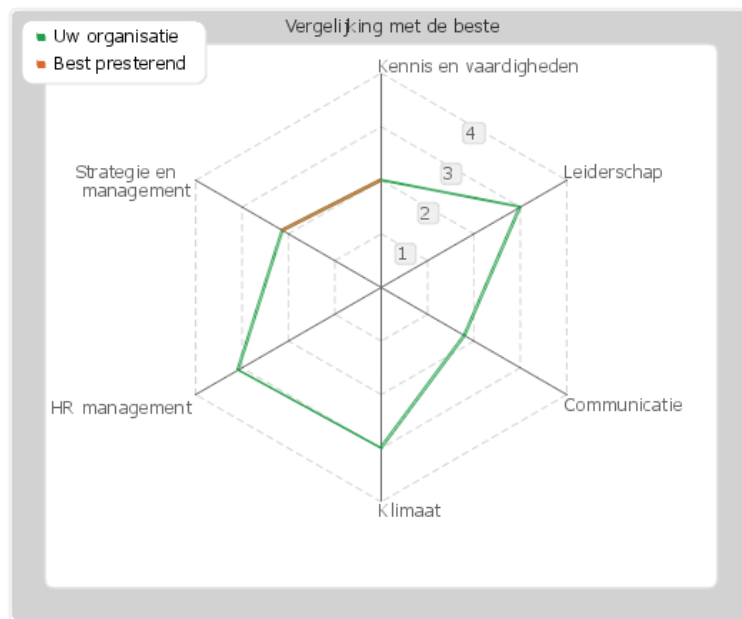 Vergelijking met de beste
Uw organisatie
Best presterend
Kennis en vaardigheden
4
Strategie en
management
3
Leiderschap
2
1
HR management
Communicatie
Klimaat